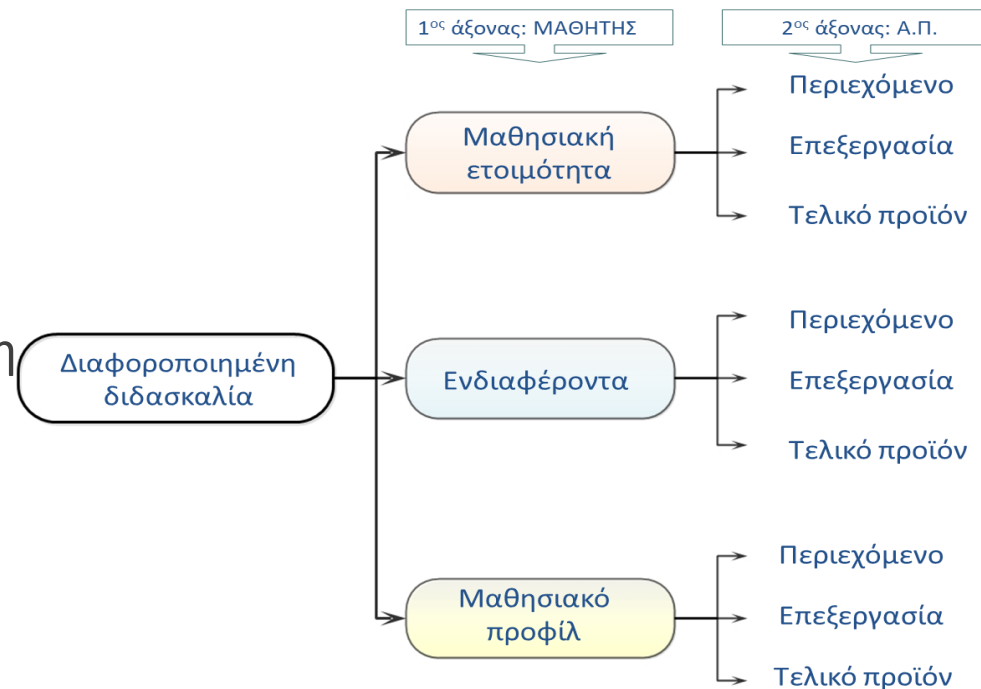 1ος άξονας: ΜΑΘΗΤΗΣ
2ος άξονας: Α.Π.
Περιεχόμενο
Μαθησιακή
ετοιμότητα
Επεξεργασία
Τελικό προϊόν
η
Διαφοροποιημένη
διδασκαλία
Περιεχόμενο
Ενδιαφέροντα
Επεξεργασία
Τελικό προϊόν
Περιεχόμενο
Μαθησιακό
προφίλ
Επεξεργασία
Τελικό προϊόν